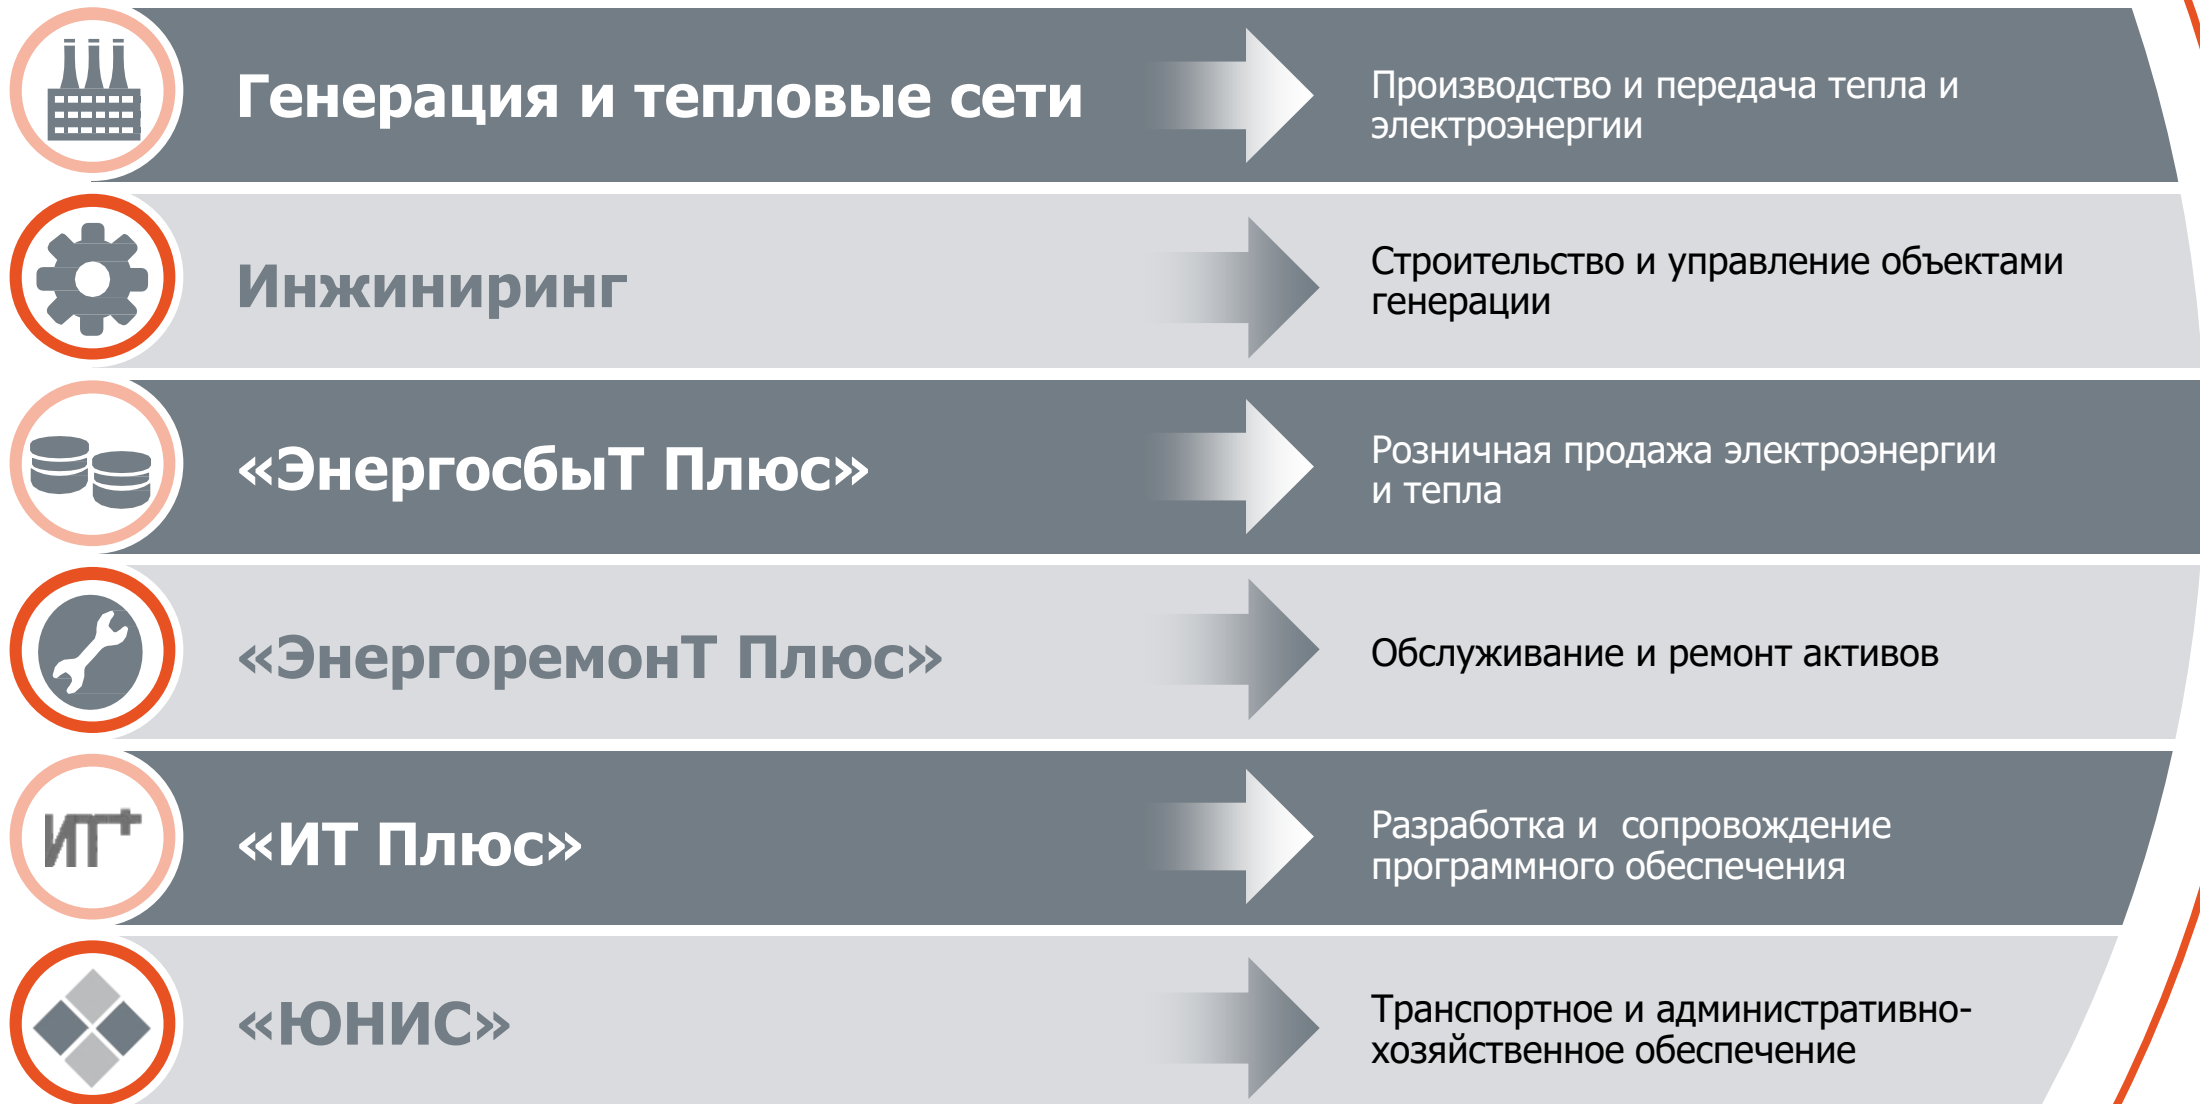 Генерация и тепловые сети
Производство и передача тепла и
электроэнергии
Инжиниринг
Строительство и управление объектами
генерации
«ЭнергосбыТ Плюс»
Розничная продажа электроэнергии
и тепла
«ЭнергоремонТ Плюс»
Обслуживание и ремонт активов
ИТ+
«ИТ Плюс»
Разработка и  сопровождение
программного обеспечения
«ЮНИС»
Транспортное и административно-
хозяйственное обеспечение